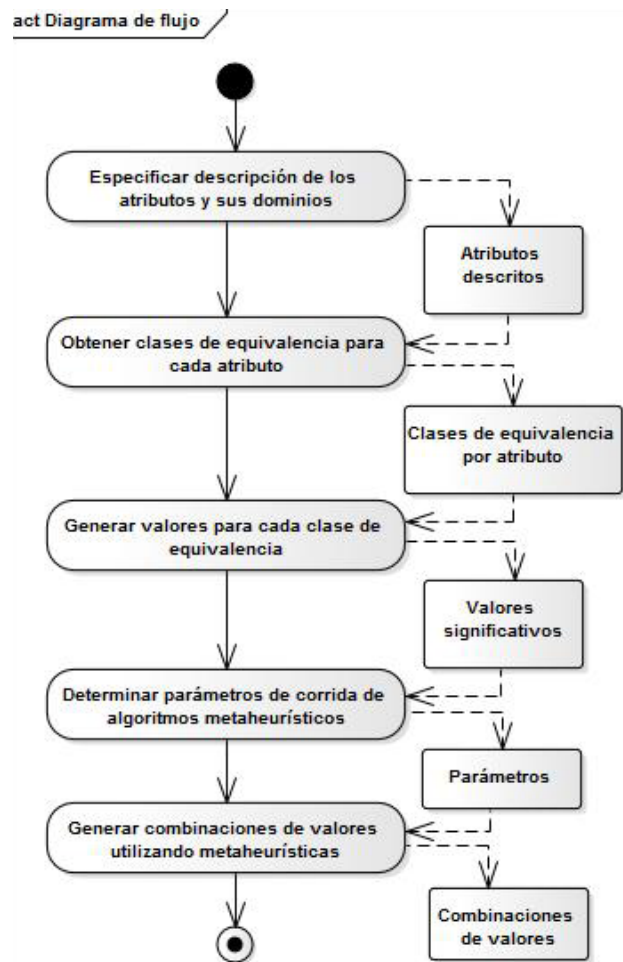 act Diagrama de flujo
Especificar descripción de los
atributos y sus dominios
Atributos
descritos
Obtener clases de equivalencia para
cada atributo
Clases de equivalencia
por atributo
Generar valores para cada clase de
equivalencia
Valores
significativos
Determinar parámetros de corrida de
algoritmos metaheurísticos
Parámetros
Generar combinaciones de valores
utilizando metaheurísticas
Combinaciones
de valores